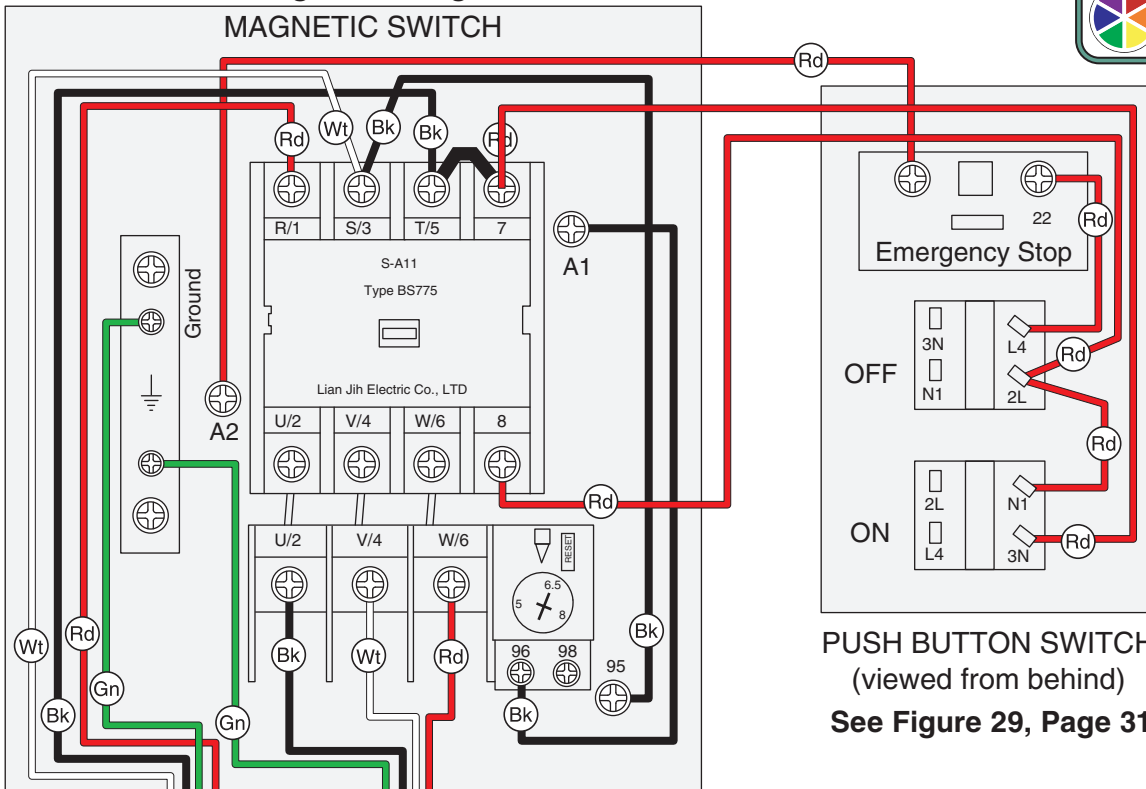 MAGNETIC SWITCH
Rd
Rd
Wt
Bk
Bk
Rd
R/1 S/3 T/5 7
A1
S-A11
Type BS775
Lian Jih Electric Co., LTD
Ground
A2
U/2 V/4 W/6 8
Rd
U/2 V/4 W/6
RESET
6.5
5
8
96 98 95
Bk
Wt
Rd
Bk
Bk
Wt
Rd
Gn
Bk
Gn
22
Rd
Emergency Stop
OFF
3N L4
N1 2L
Rd
Rd
ON
2L N1
L4 3N
Rd
PUSH BUTTON SWITCH
(viewed from behind)
See Figure 29, Page 31